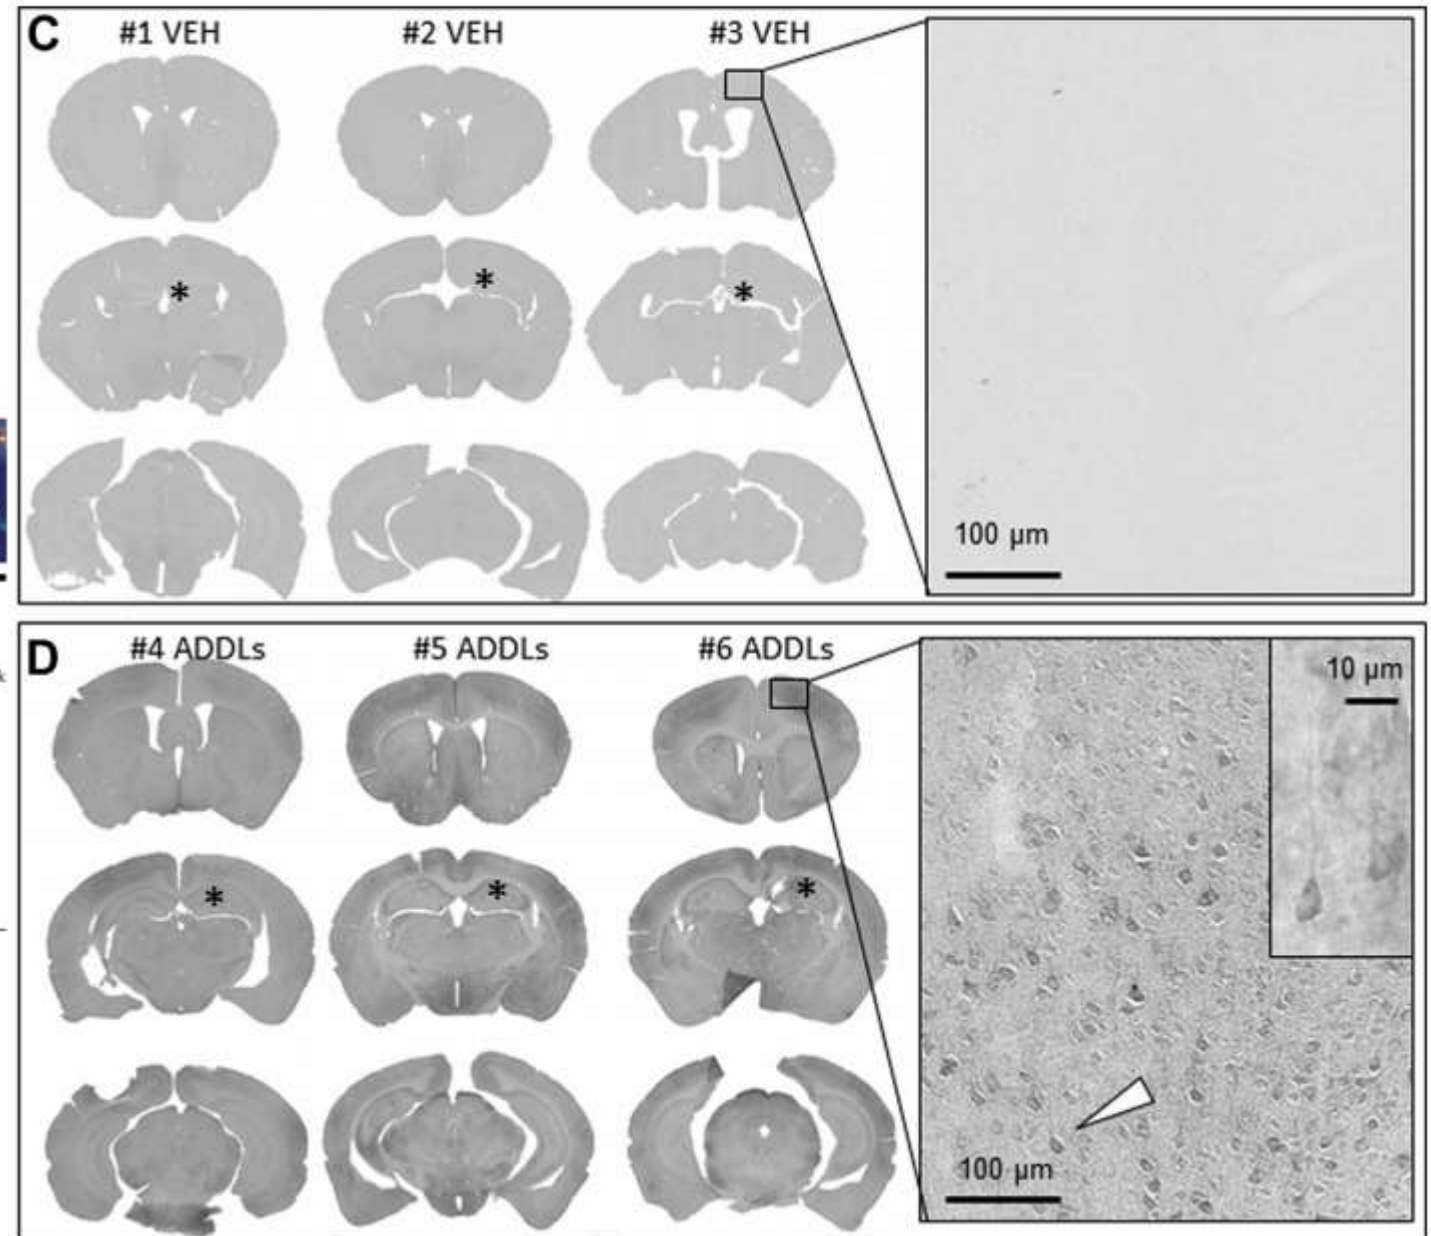 C
#1 VEH
#2 VEH
#3 VEH
*
*
*
100 µm
D
#4 ADDLs
#5 ADDLs
#6 ADDLs
10 µm
*
*
*
100 µm